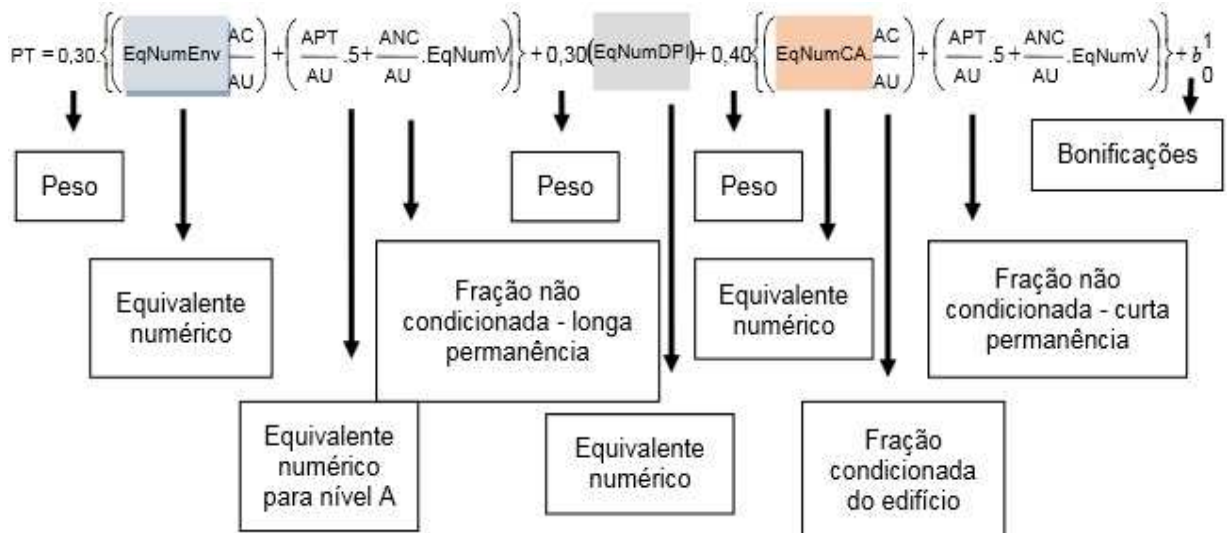 PT = 0,30.{(EqNumEnv AC/AU)+(APT/AU .5+ANC/AU .EqNumV)}+0,30(EqNumDPI)+0,40{(EqNumCA.AC/AU)+(APT/AU .5+ANC/AU .EqNumV)}+b 1 0
Peso
Peso
Peso
Bonificações
Equivalente
numérico
Fração não
condicionada - longa
permanência
Equivalente
numérico
Fração não
condicionada - curta
permanência
Equivalente
numérico
para nível A
Equivalente
numérico
Fração
condicionada
do edifício